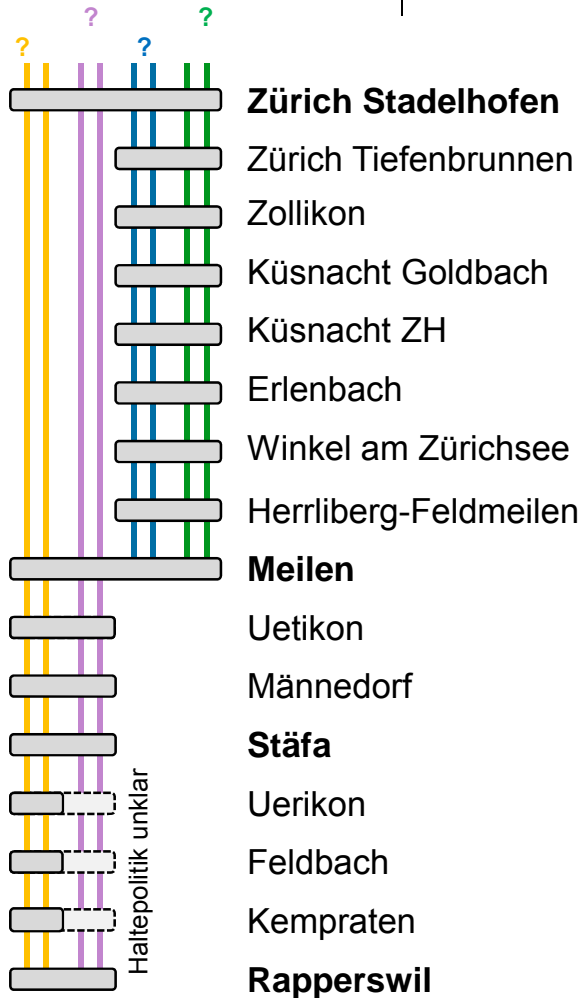 ?
?
?
?
Zürich Stadelhofen
Zürich Tiefenbrunnen
Zollikon
Küsnacht Goldbach
Küsnacht ZH
Erlenbach
Winkel am Zürichsee
Herrliberg-Feldmeilen
Meilen
Uetikon
Männedorf
Stäfa
Haltepolitik unklar
Uerikon
Feldbach
Kempraten
Rapperswil